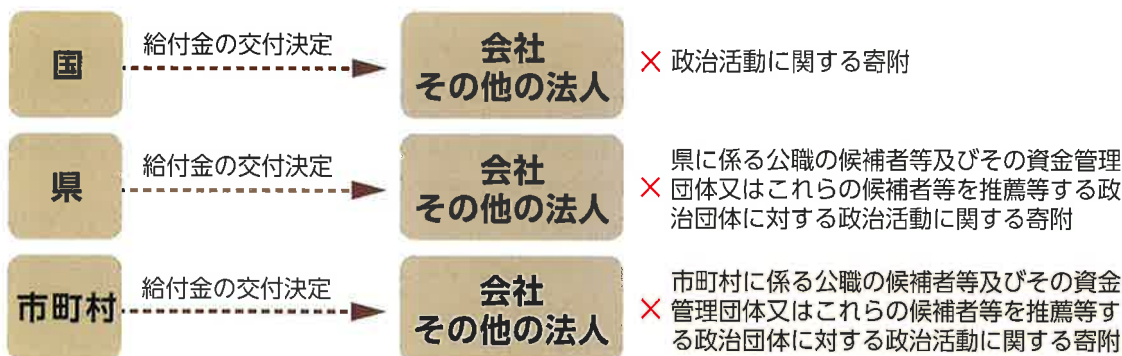 国
給付金の交付決定
会社
その他の法人
× 政治活動に関する寄附
県
給付金の交付決定
会社
その他の法人
× 県に係る公職の候補者等及びその資金管理
団体又はこれらの候補者等を推薦等する政
治団体に対する政治活動に関する寄附
市町村
給付金の交付決定
会社
その他の法人
× 市町村に係る公職の候補者等及びその資金
管理団体又はこれらの候補者等を推薦等す
る政治団体に対する政治活動に関する寄附